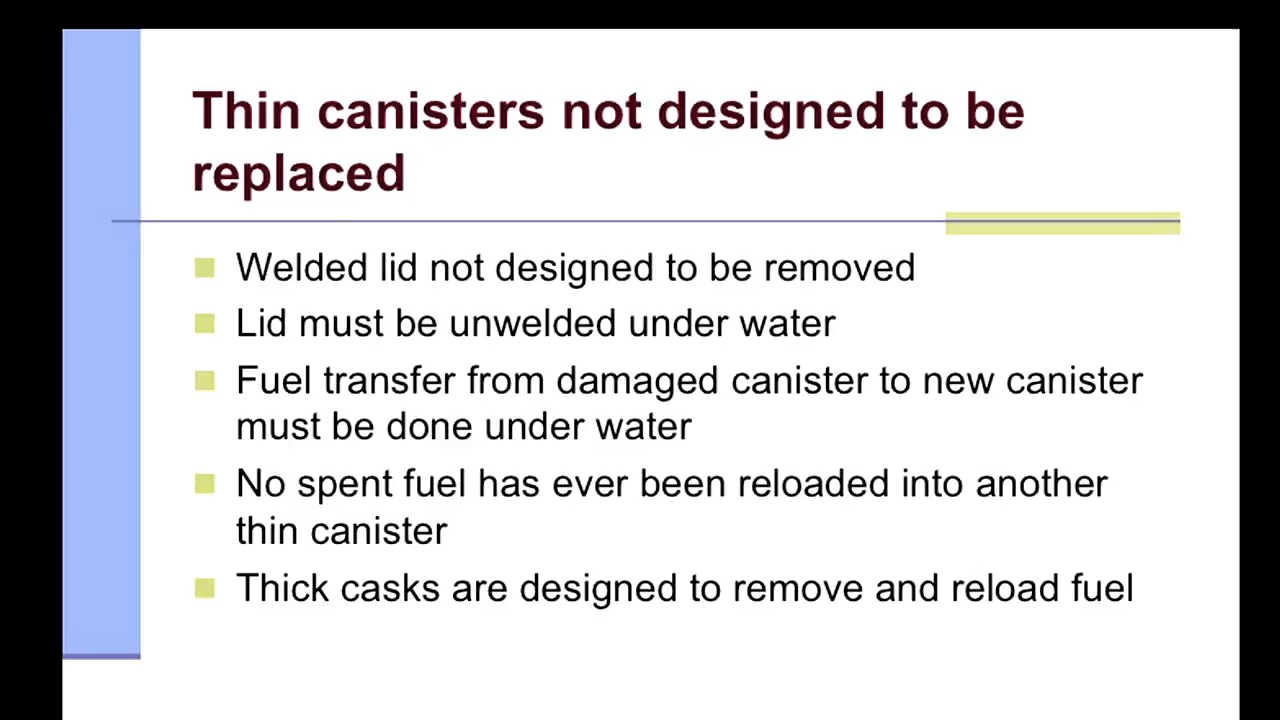 Thin canisters not designed to be
replaced
Welded lid not designed to be removed
Lid must be unwelded under water
Fuel transfer from damaged canister to new canister
must be done under water
No spent fuel has ever been reloaded into another
thin canister
Thick casks are designed to remove and reload fuel